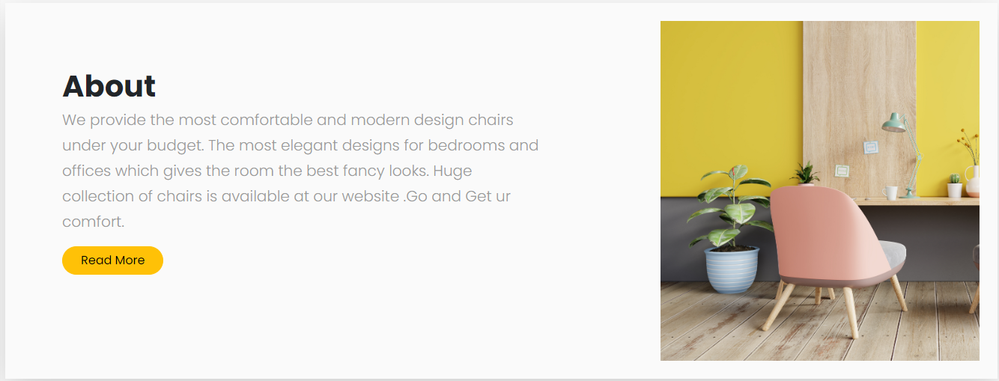 About
We provide the most comfortable and modern design chairs
under your budget. The most elegant designs for bedrooms and
offices which gives the room the best fancy looks. Huge
collection of chairs is available at our website .Go and Get ur
comfort.
Read More